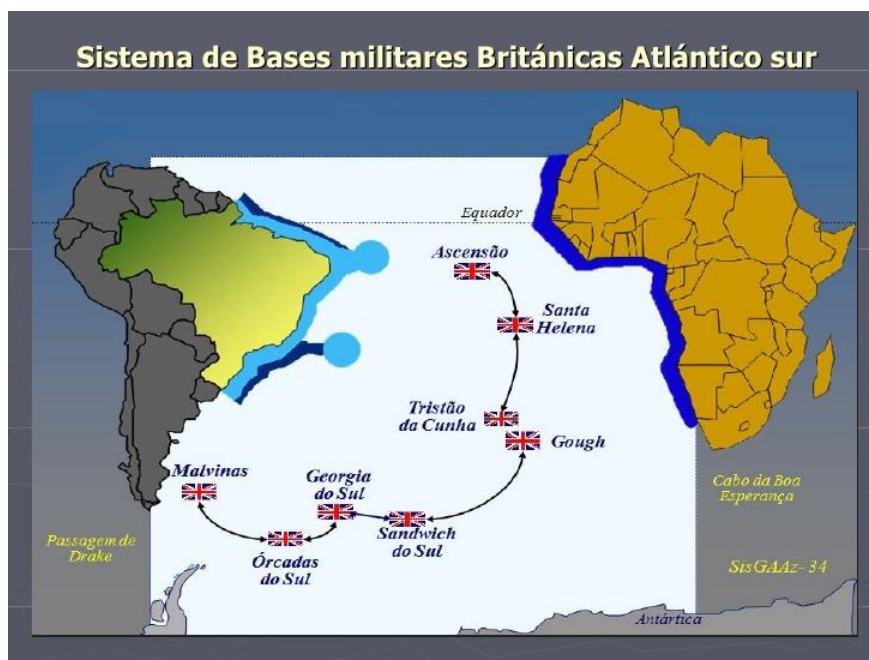 Sistema de Bases militares Británicas Atlántico sur
Equador
Ascensão
Santa
Helena
Tristão
da Cunha
Gough
Malvinas
Georgia
do Sul
Sandwich
do Sul
Órcadas
do Sul
Cabo da Boa
Esperança
Passagem de
Drake
SisGAAz- 34
Antártica